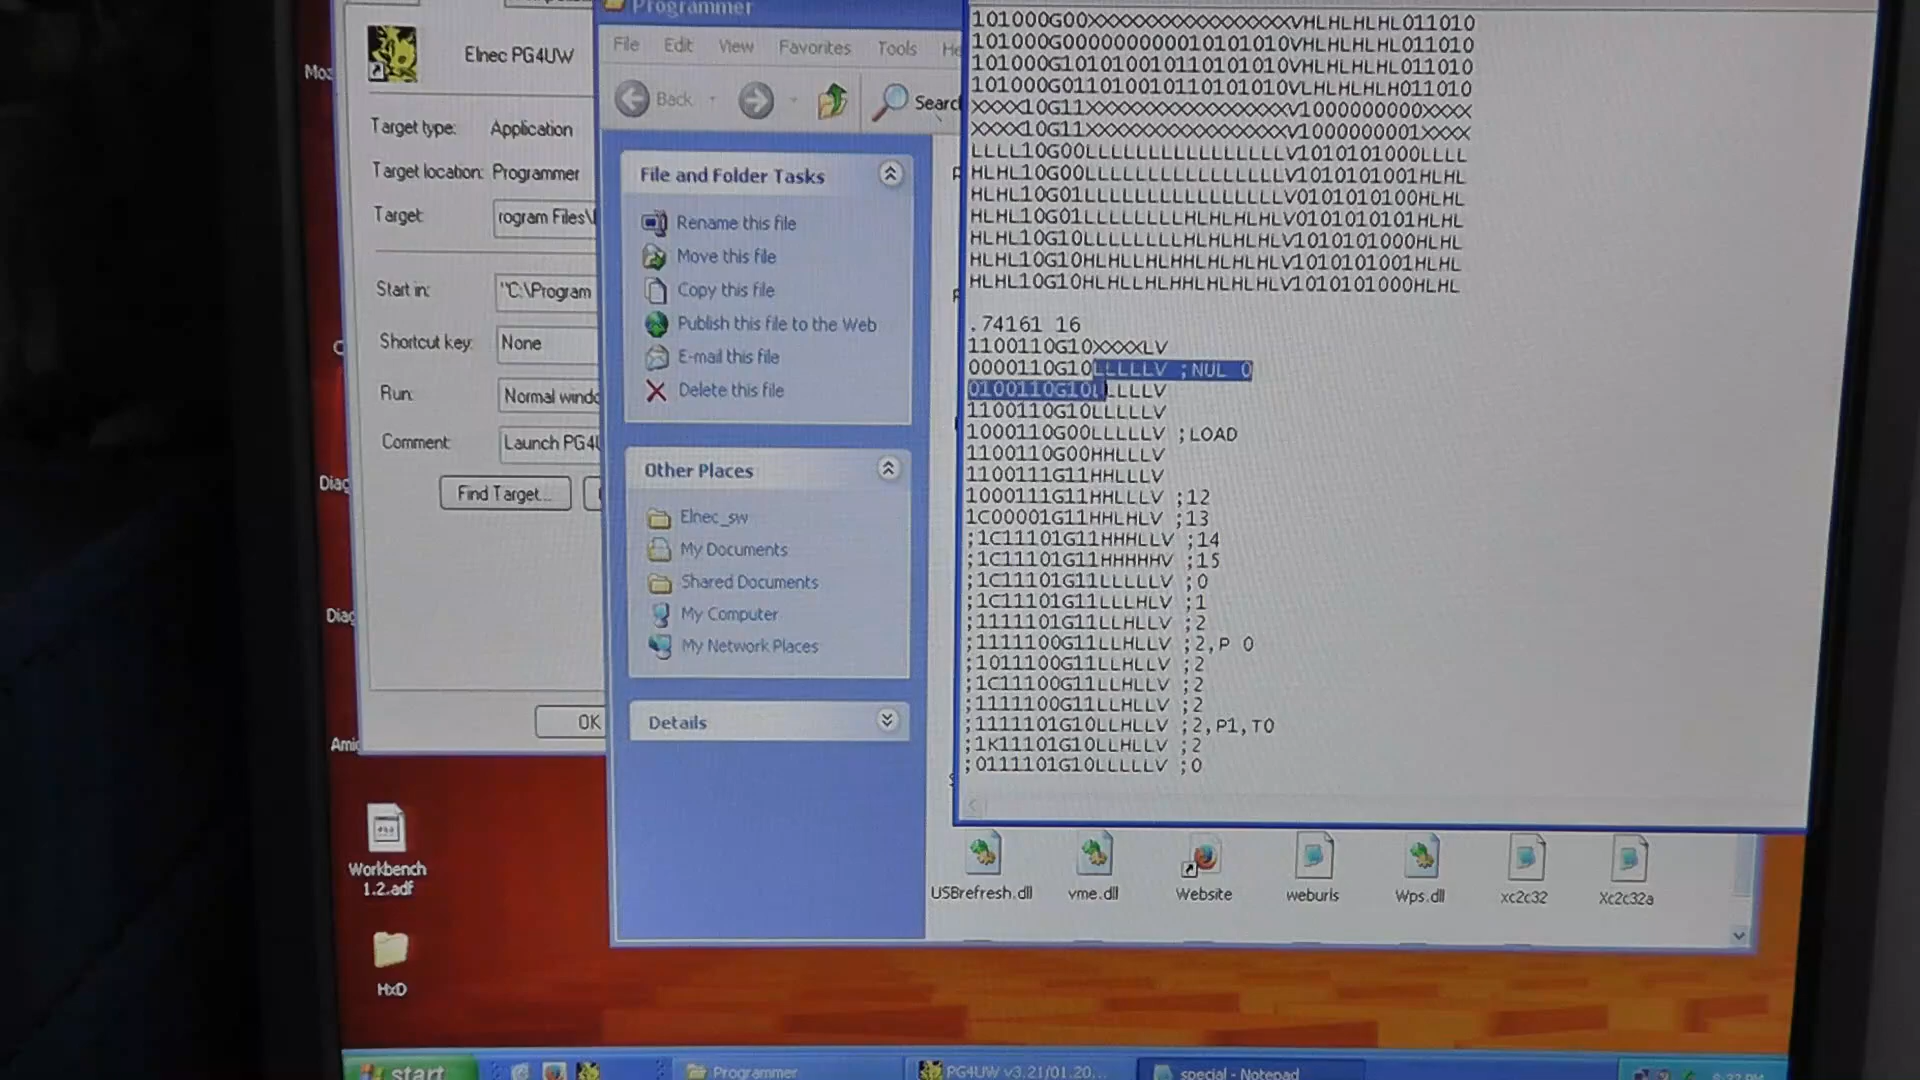 Elnec PG4UW
Target type: Application
Target location: Programmer
Target: rogram Files\
Start in: "C:\Program
Shortcut key: None
Run: Normal windo
Comment: Launch PG4U
Find Target...
OK
Programmer
File Edit View Favorites Tools He
Back Search
File and Folder Tasks
Rename this file
Move this file
Copy this file
Publish this file to the Web
E-mail this file
Delete this file
Other Places
Elnec_sw
My Documents
Shared Documents
My Computer
My Network Places
Details
101000G00XXXXXXXXXXXXXXXXVHLHLHLHL011010
101000G0000000000010101010VHLHLHLHL011010
101000G101010010110101010VHLHLHLHL011010
101000G011010010110101010VLHLHLHLH011010
XXXX10G11XXXXXXXXXXXXXXXXV1000000000XXXX
XXXX10G11XXXXXXXXXXXXXXXXV1000000001XXXX
LLLL10G00LLLLLLLLLLLLLLLLV1010101000LLLL
HLHL10G00LLLLLLLLLLLLLLLLV1010101001HLHL
HLHL10G01LLLLLLLLLLLLLLLLV0101010100HLHL
HLHL10G01LLLLLLLLHLHLHLHLV0101010101HLHL
HLHL10G10LLLLLLLLHLHLHLHLV1010101000HLHL
HLHL10G10HLHLLHLHHLHLHLHLV1010101001HLHL
HLHL10G10HLHLLHLHHLHLHLHLV1010101000HLHL
.74161 16
1100110G10XXXXLV
0000110G10LLLLLV ;NUL 0
0100110G10LLLLLV
1100110G10LLLLLV
1000110G00LLLLLV ;LOAD
1100110G00HHLLLV
1100111G11HHLLLV
1000111G11HHLLLV ;12
1C00001G11HHLHLV ;13
;1C11101G11HHHLLV ;14
;1C11101G11HHHHHV ;15
;1C11101G11LLLLLV ;0
;1C11101G11LLLHLV ;1
;1111101G11LLHLLV ;2
;1111100G11LLHLLV ;2,P 0
;1011100G11LLHLLV ;2
;1C11100G11LLHLLV ;2
;1111100G11LLHLLV ;2
;1111101G10LLHLLV ;2,P1,T0
;1K11101G10LLHLLV ;2
;0111101G10LLLLLV ;0
USBrefresh.dll
vme.dll
Website
weburls
Wps.dll
xc2c32
Xc2c32a
Moz
Diag
Diag
Amig
Workbench
1.2.adf
HxD
start
Programmer
PG4UW v3.21/01.20...
special - Notepad